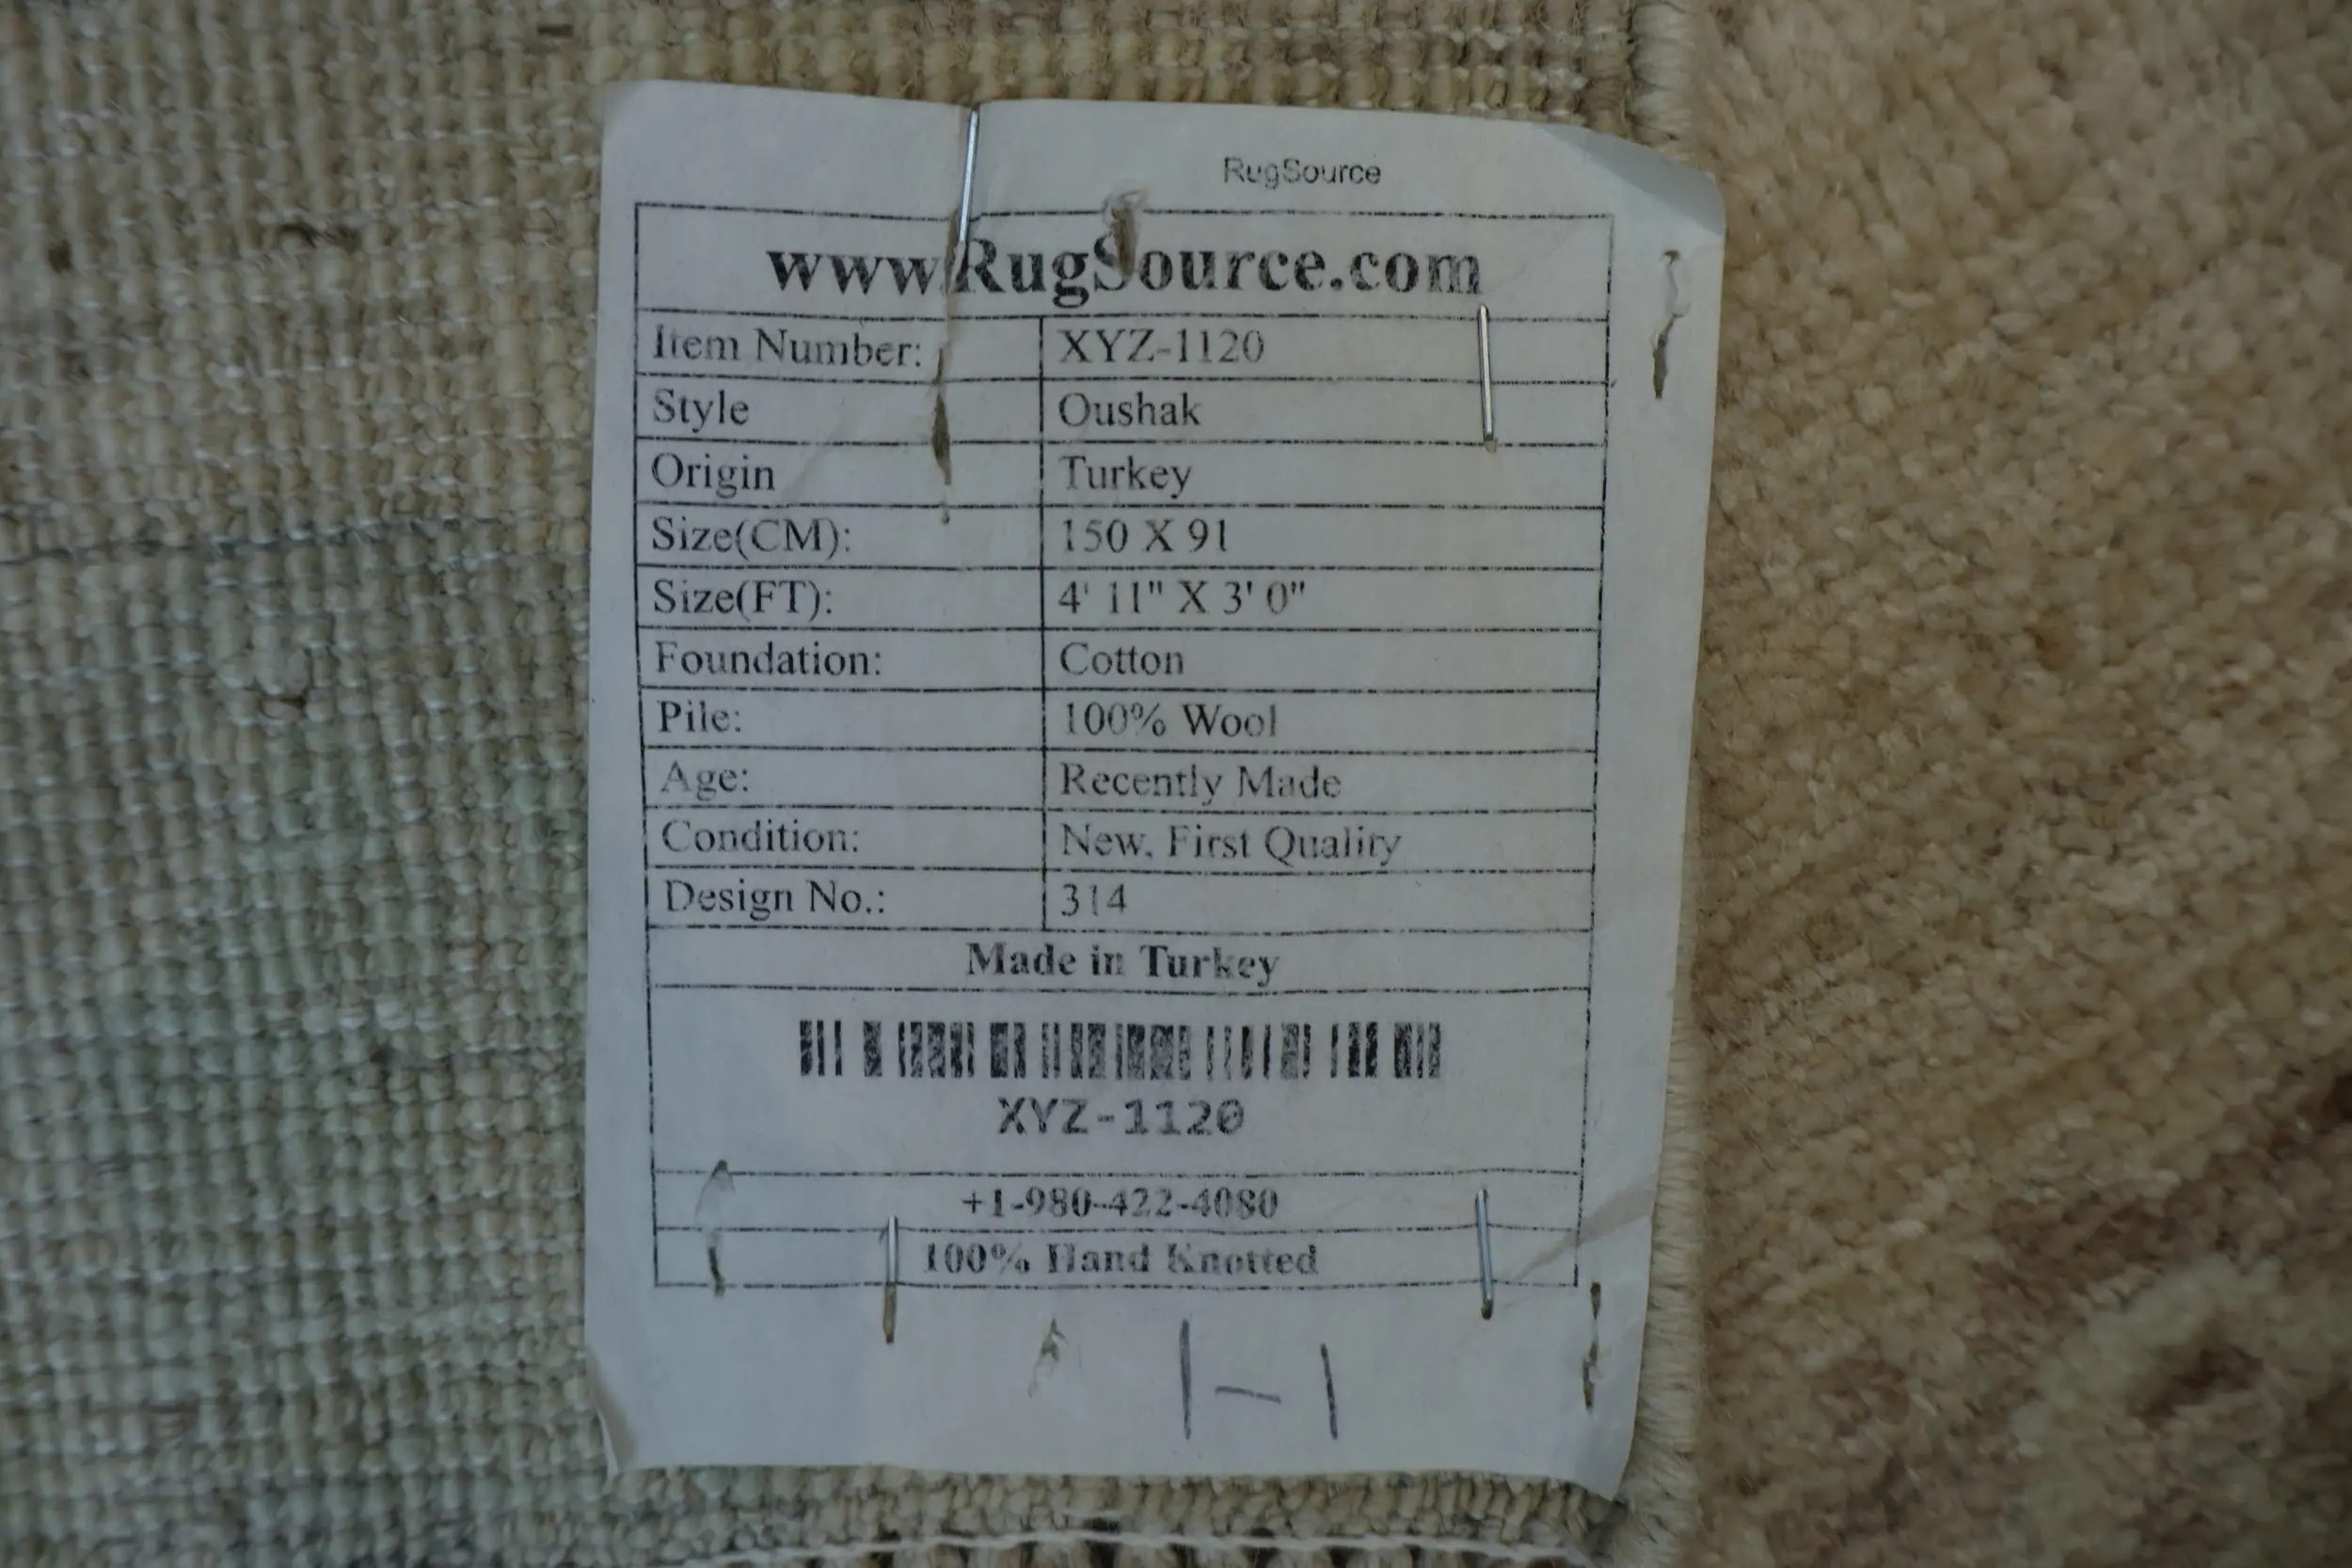 RugSource
www.RugSource.com
Item Number: XYZ-1120
Style Oushak
Origin Turkey
Size(CM): 150 X 91
Size(FT): 4' 11" X 3' 0"
Foundation: Cotton
Pile: 100% Wool
Age: Recently Made
Condition: New, First Quality
Design No.: 314
Made in Turkey
XYZ-1120
+1-980-422-4080
100% Hand Knotted
1-1